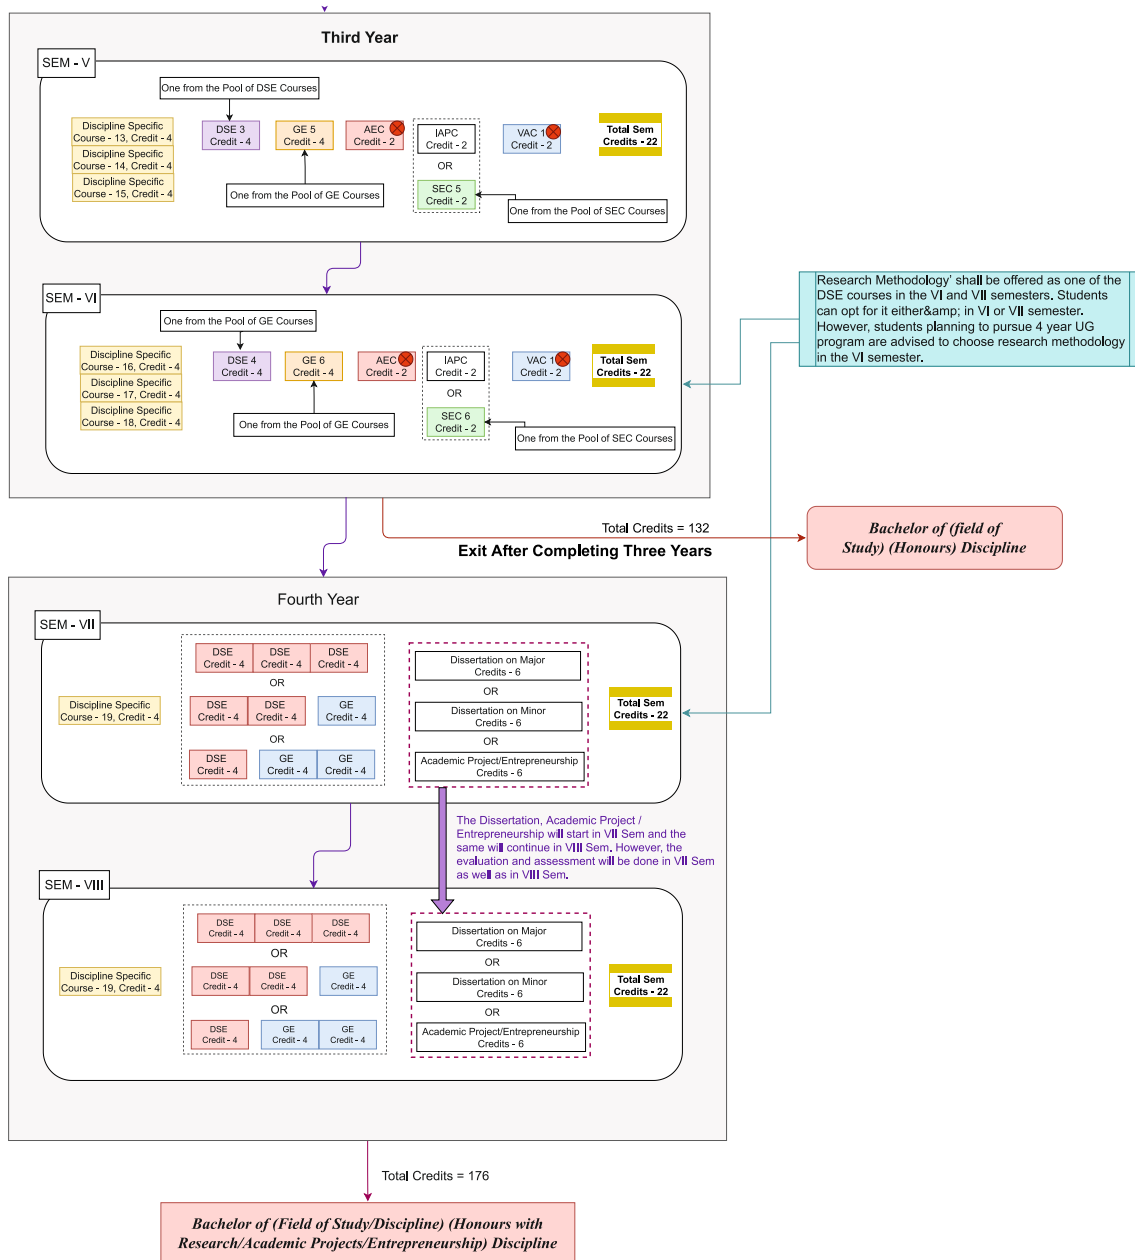 Third Year
SEM - V
One from the Pool of DSE Courses
Discipline Specific
Course - 13, Credit - 4
Discipline Specific
Course - 14, Credit - 4
Discipline Specific
Course - 15, Credit - 4
DSE 3
Credit - 4
GE 5
Credit - 4
AEC
Credit - 2
IAPC
Credit - 2
OR
SEC 5
Credit - 2
VAC 1
Credit - 2
Total Sem
Credits - 22
One from the Pool of GE Courses
One from the Pool of SEC Courses
SEM - VI
One from the Pool of GE Courses
Discipline Specific
Course - 16, Credit - 4
Discipline Specific
Course - 17, Credit - 4
Discipline Specific
Course - 18, Credit - 4
DSE 4
Credit - 4
GE 6
Credit - 4
AEC
Credit - 2
IAPC
Credit - 2
OR
SEC 6
Credit - 2
VAC 1
Credit - 2
Total Sem
Credits - 22
One from the Pool of GE Courses
One from the Pool of SEC Courses
Research Methodology' shall be offered as one of the
DSE courses in the VI and VII semesters. Students
can opt for it either&amp; in VI or VII semester.
However, students planning to pursue 4 year UG
program are advised to choose research methodology
in the VI semester.
Total Credits = 132
Exit After Completing Three Years
Bachelor of (field of
Study) (Honours) Discipline
Fourth Year
SEM - VII
Discipline Specific
Course - 19, Credit - 4
DSE
Credit - 4
DSE
Credit - 4
DSE
Credit - 4
OR
DSE
Credit - 4
DSE
Credit - 4
GE
Credit - 4
OR
DSE
Credit - 4
GE
Credit - 4
GE
Credit - 4
Dissertation on Major
Credits - 6
OR
Dissertation on Minor
Credits - 6
OR
Academic Project/Entrepreneurship
Credits - 6
Total Sem
Credits - 22
The Dissertation, Academic Project /
Entrepreneurship will start in VII Sem and the
same will continue in VIII Sem. However, the
evaluation and assessment will be done in VII Sem
as well as in VIII Sem.
SEM - VIII
Discipline Specific
Course - 19, Credit - 4
DSE
Credit - 4
DSE
Credit - 4
DSE
Credit - 4
OR
DSE
Credit - 4
DSE
Credit - 4
GE
Credit - 4
OR
DSE
Credit - 4
GE
Credit - 4
GE
Credit - 4
Dissertation on Major
Credits - 6
OR
Dissertation on Minor
Credits - 6
OR
Academic Project/Entrepreneurship
Credits - 6
Total Sem
Credits - 22
Total Credits = 176
Bachelor of (Field of Study/Discipline) (Honours with
Research/Academic Projects/Entrepreneurship) Discipline